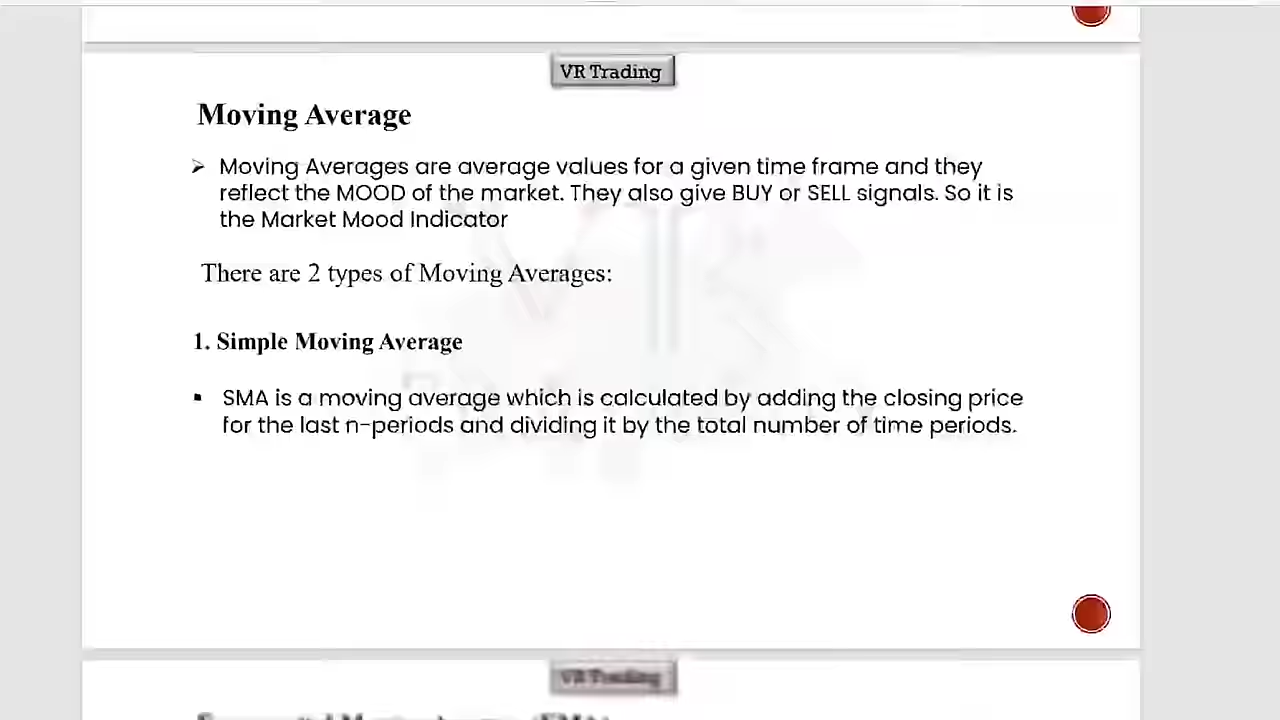 VR Trading
Moving Average
➢ Moving Averages are average values for a given time frame and they
reflect the MOOD of the market. They also give BUY or SELL signals. So it is
the Market Mood Indicator
There are 2 types of Moving Averages:
1. Simple Moving Average
▪ SMA is a moving average which is calculated by adding the closing price
for the last n-periods and dividing it by the total number of time periods.
VR Trading